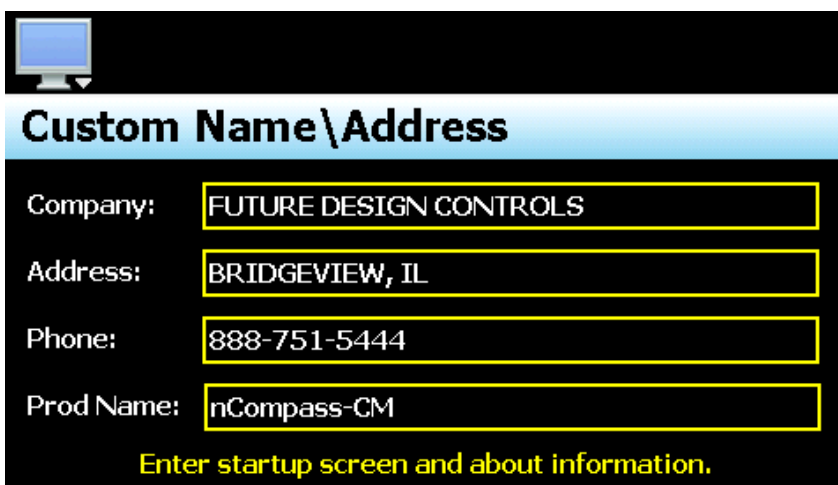 Custom Name\Address
Company: FUTURE DESIGN CONTROLS
Address: BRIDGEVIEW, IL
Phone: 888-751-5444
Prod Name: nCompass-CM
Enter startup screen and about information.